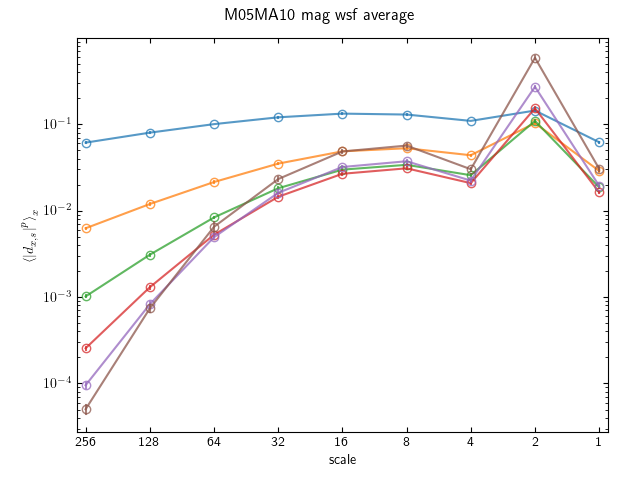 M05MA10 mag wsf average
⟨|d_{x,s}|^p⟩_x
10^{-1}
10^{-2}
10^{-3}
10^{-4}
256 128 64 32 16 8 4 2 1
scale